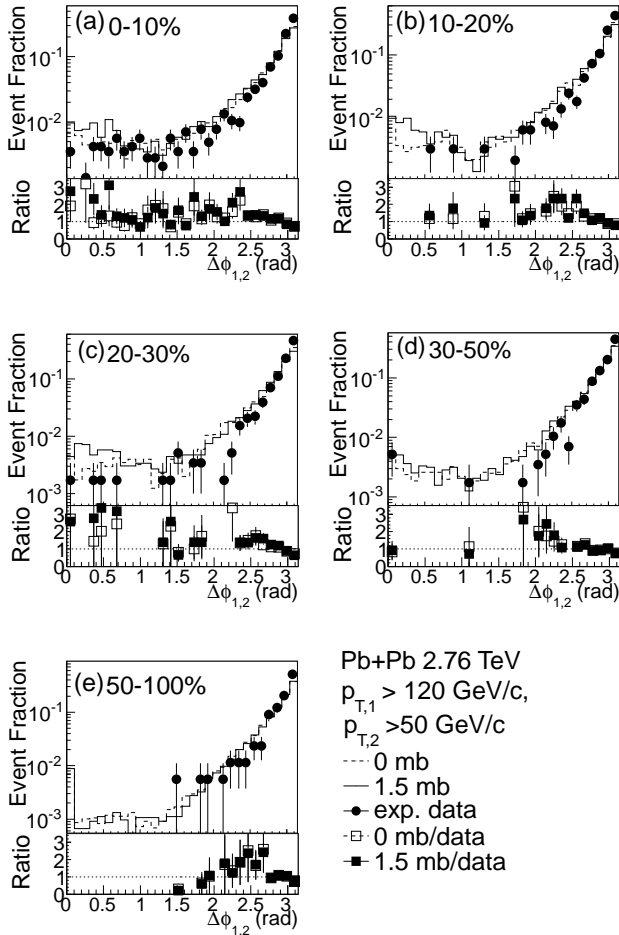 (a) 0-10%
Event Fraction
10⁻¹
10⁻²
Ratio
3
2
1
0
0 0.5 1 1.5 2 2.5 3
Δϕ1,2 (rad)
(b) 10-20%
Event Fraction
10⁻¹
10⁻²
Ratio
3
2
1
0
0 0.5 1 1.5 2 2.5 3
Δϕ1,2 (rad)
(c) 20-30%
Event Fraction
10⁻¹
10⁻²
10⁻³
Ratio
3
2
1
0
0 0.5 1 1.5 2 2.5 3
Δϕ1,2 (rad)
(d) 30-50%
Event Fraction
10⁻¹
10⁻²
10⁻³
Ratio
3
2
1
0
0 0.5 1 1.5 2 2.5 3
Δϕ1,2 (rad)
(e) 50-100%
Event Fraction
10⁻¹
10⁻²
10⁻³
Ratio
3
2
1
0
0 0.5 1 1.5 2 2.5 3
Δϕ1,2 (rad)
Pb+Pb 2.76 TeV
pT,1 > 120 GeV/c,
pT,2 >50 GeV/c
0 mb
1.5 mb
exp. data
0 mb/data
1.5 mb/data